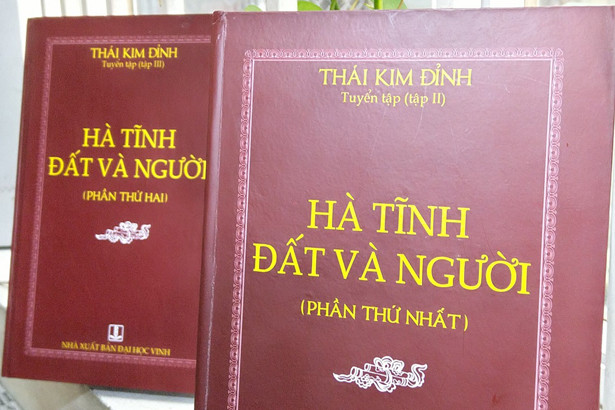 THÁI KIM ĐỈNH
Tuyển tập (tập III)
HÀ TĨNH
ĐẤT VÀ NGƯỜI
(PHẦN THỨ HAI)
NHÀ XUẤT BẢN ĐẠI HỌC VINH
THÁI KIM ĐỈNH
Tuyển tập (tập II)
HÀ TĨNH
ĐẤT VÀ NGƯỜI
(PHẦN THỨ NHẤT)